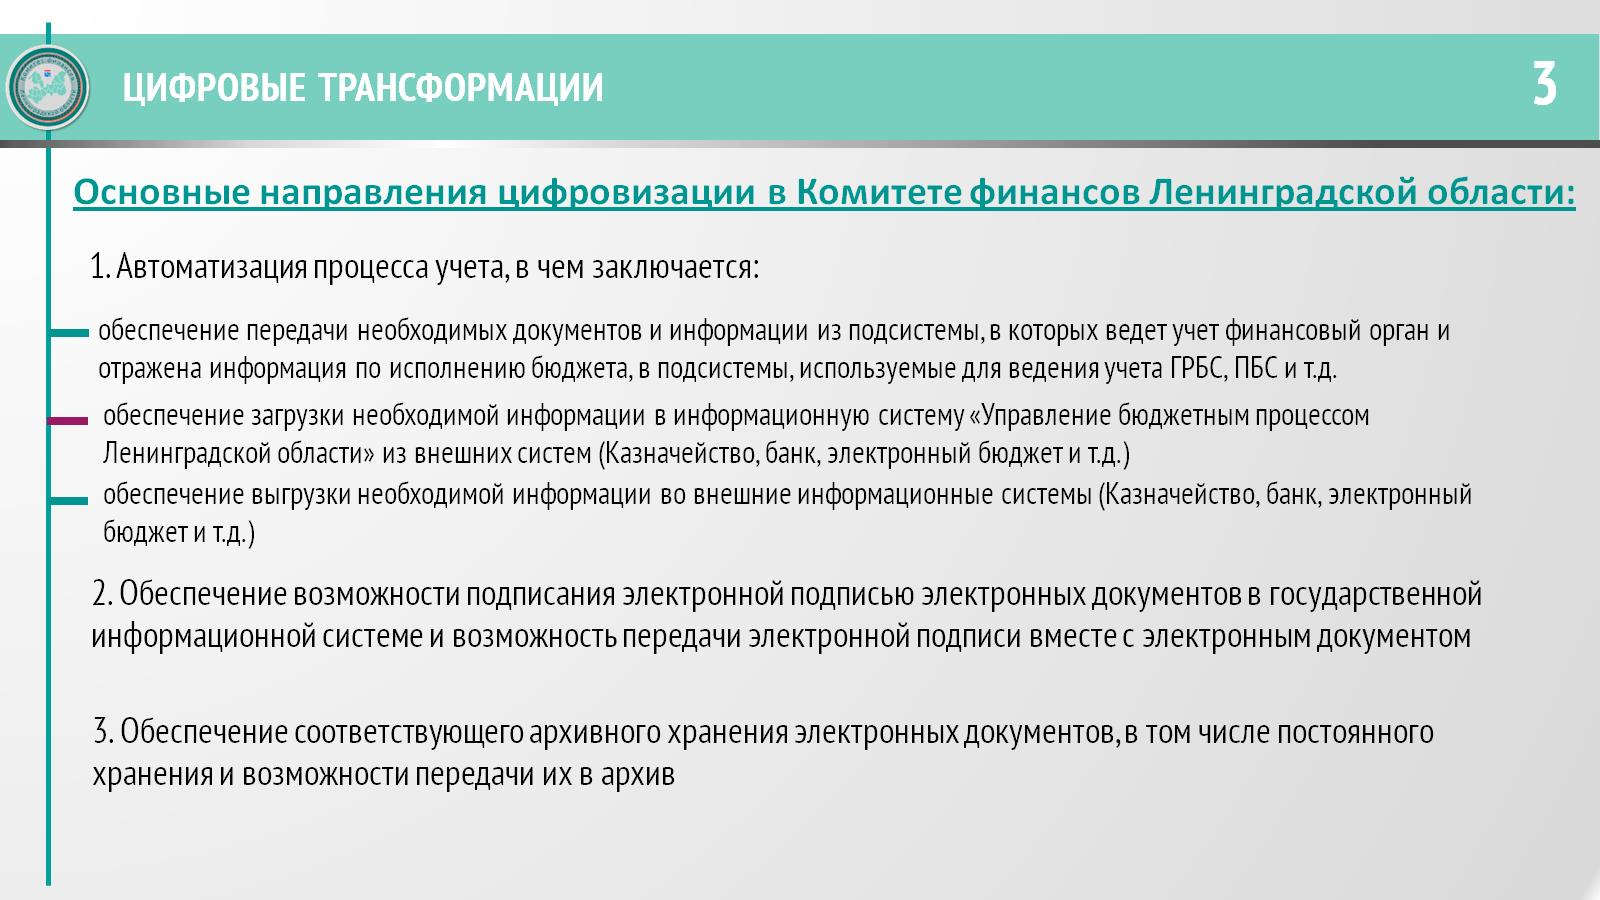 ЦИФРОВЫЕ ТРАНСФОРМАЦИИ
3
Основные направления цифровизации в Комитете финансов Ленинградской области:
1. Автоматизация процесса учета, в чем заключается:
обеспечение передачи необходимых документов и информации из подсистемы, в которых ведет учет финансовый орган и
отражена информация по исполнению бюджета, в подсистемы, используемые для ведения учета ГРБС, ПБС и т.д.
обеспечение загрузки необходимой информации в информационную систему «Управление бюджетным процессом
Ленинградской области» из внешних систем (Казначейство, банк, электронный бюджет и т.д.)
обеспечение выгрузки необходимой информации во внешние информационные системы (Казначейство, банк, электронный
бюджет и т.д.)
2. Обеспечение возможности подписания электронной подписью электронных документов в государственной
информационной системе и возможность передачи электронной подписи вместе с электронным документом
3. Обеспечение соответствующего архивного хранения электронных документов, в том числе постоянного
хранения и возможности передачи их в архив